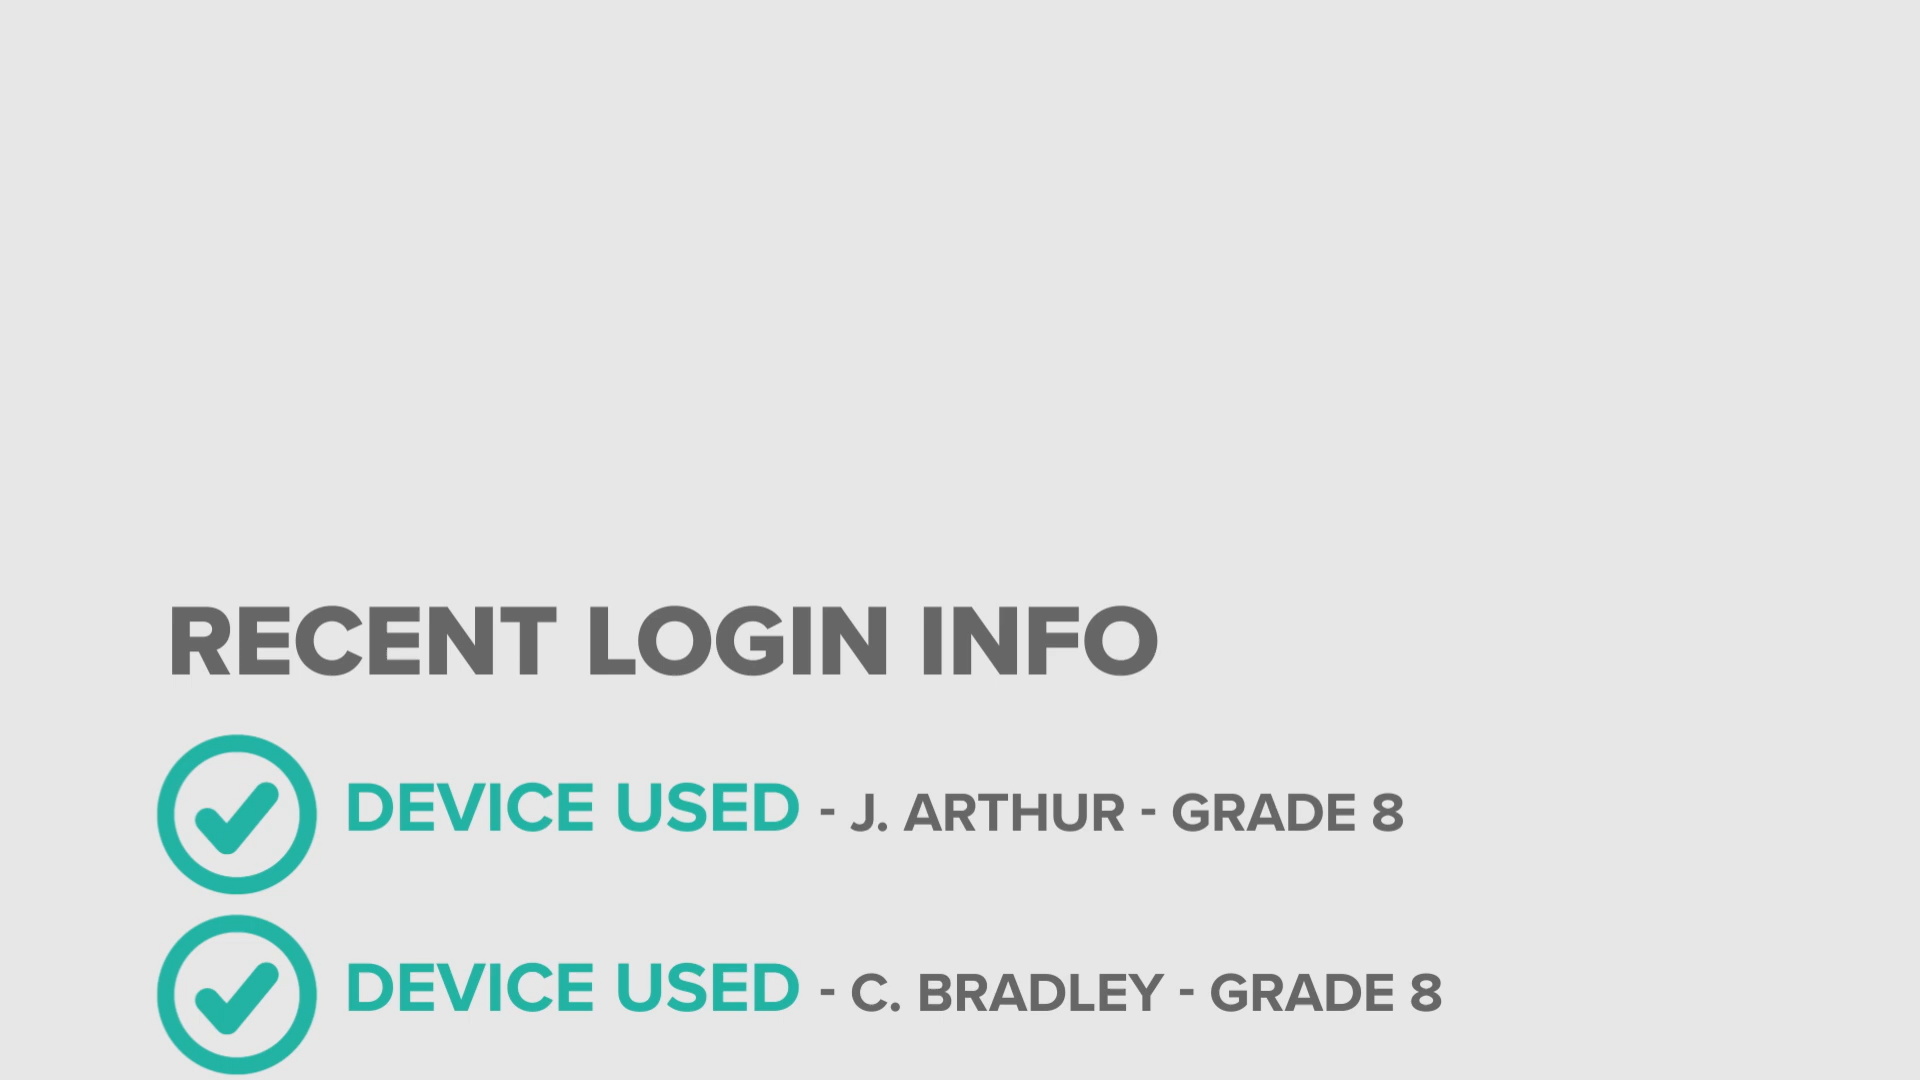 RECENT LOGIN INFO
DEVICE USED - J. ARTHUR - GRADE 8
DEVICE USED - C. BRADLEY - GRADE 8